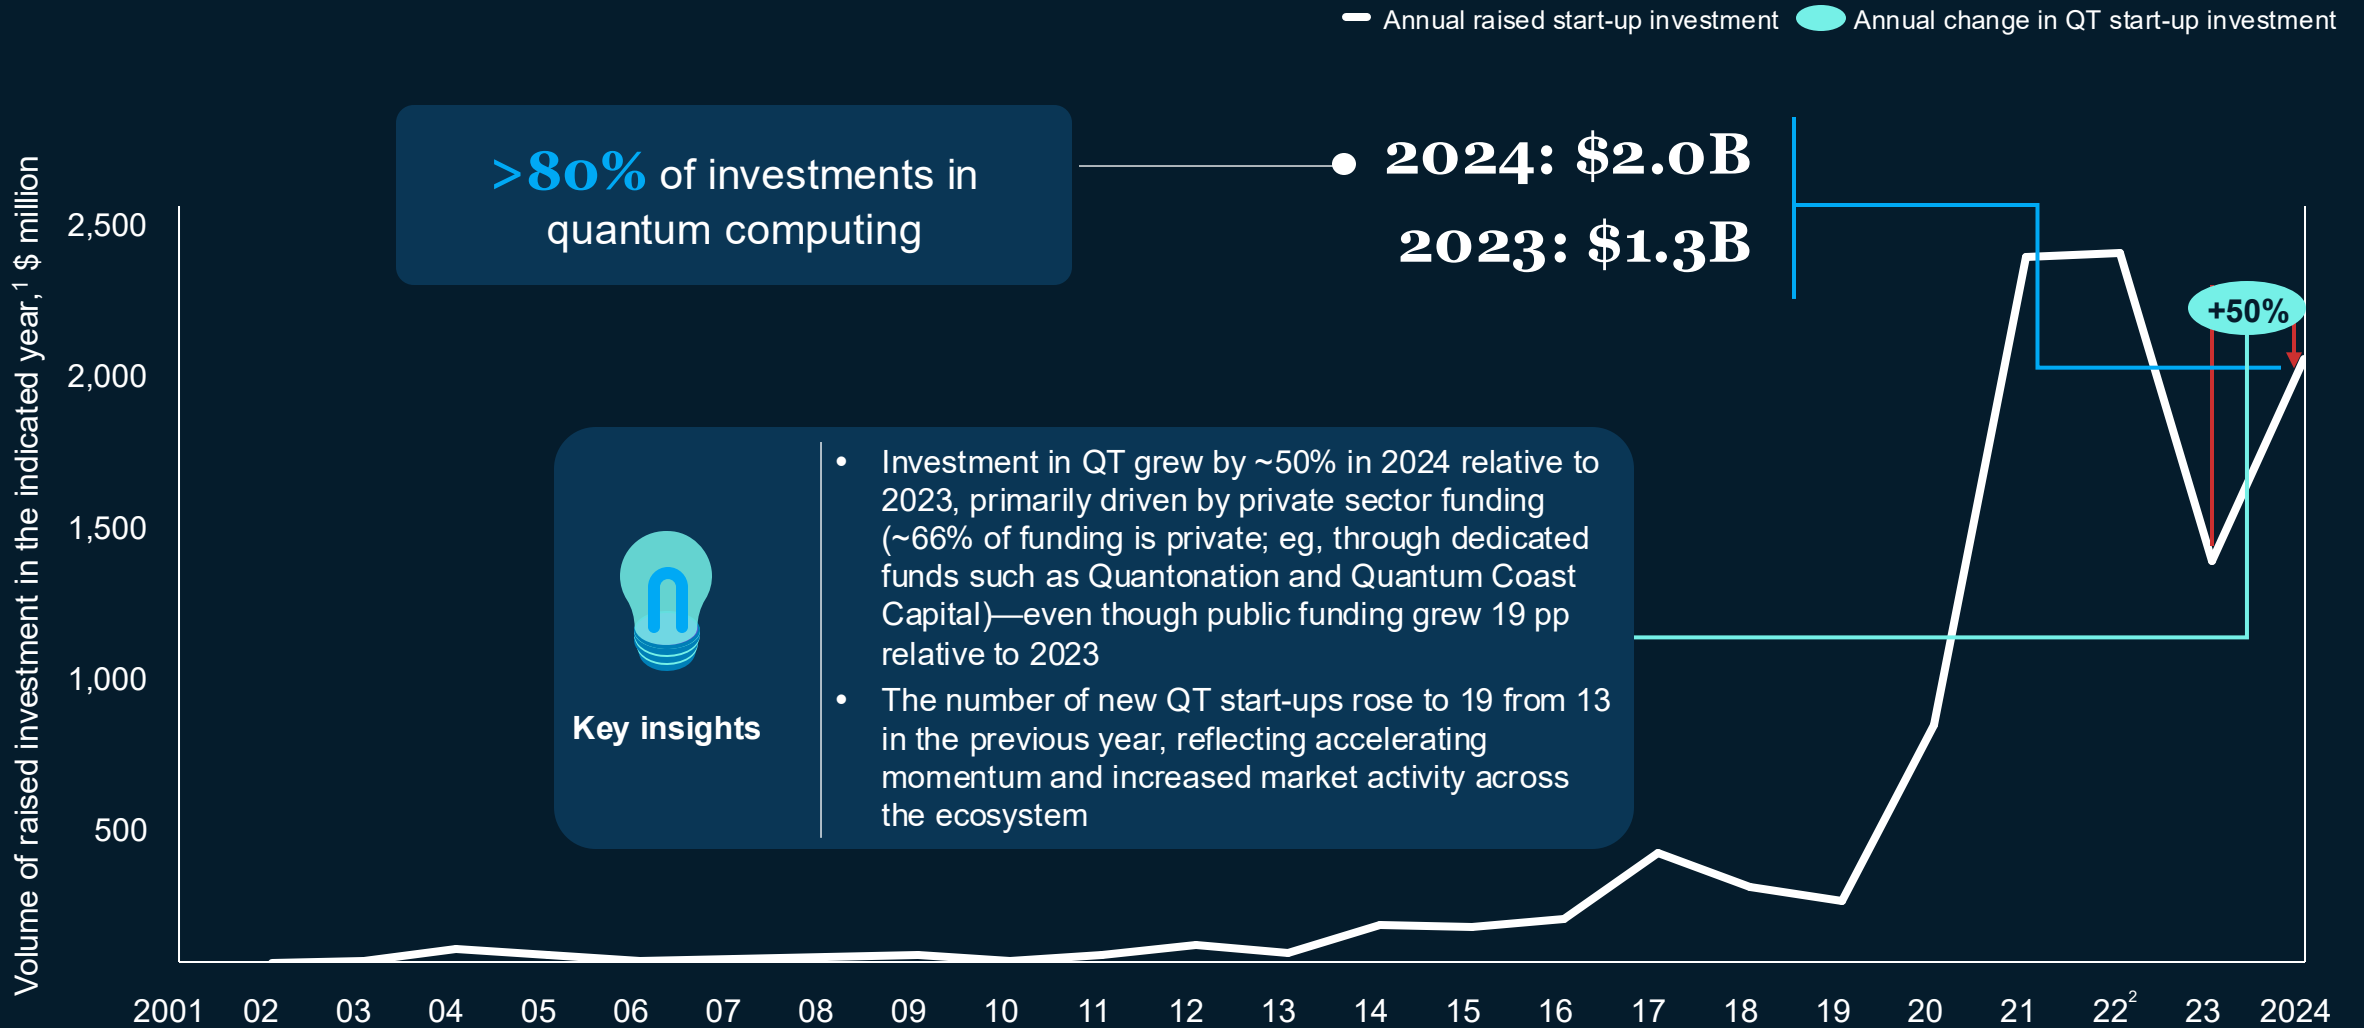 Annual raised start-up investment
Annual change in QT start-up investment
>80% of investments in
quantum computing
2024: $2.0B
2023: $1.3B
Volume of raised investment in the indicated year,¹ $ million
2,500
2,000
1,500
1,000
500
+50%
Key insights
• Investment in QT grew by ~50% in 2024 relative to
2023, primarily driven by private sector funding
(~66% of funding is private; eg, through dedicated
funds such as Quantonation and Quantum Coast
Capital)—even though public funding grew 19 pp
relative to 2023
• The number of new QT start-ups rose to 19 from 13
in the previous year, reflecting accelerating
momentum and increased market activity across
the ecosystem
2001 02 03 04 05 06 07 08 09 10 11 12 13 14 15 16 17 18 19 20 21 22² 23 2024